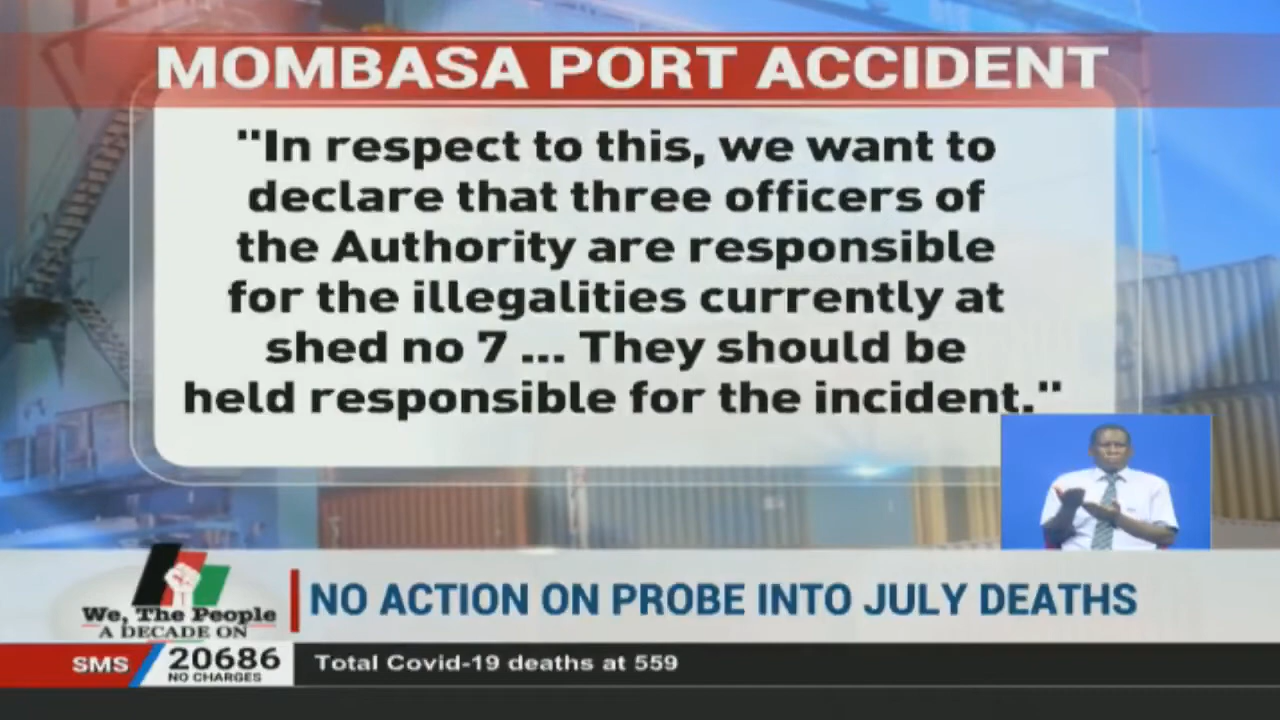 MOMBASA PORT ACCIDENT
"In respect to this, we want to
declare that three officers of
the Authority are responsible
for the illegalities currently at
shed no 7 ... They should be
held responsible for the incident."
We, The People
A DECADE ON
NO ACTION ON PROBE INTO JULY DEATHS
SMS 20686
NO CHARGES
Total Covid-19 deaths at 559